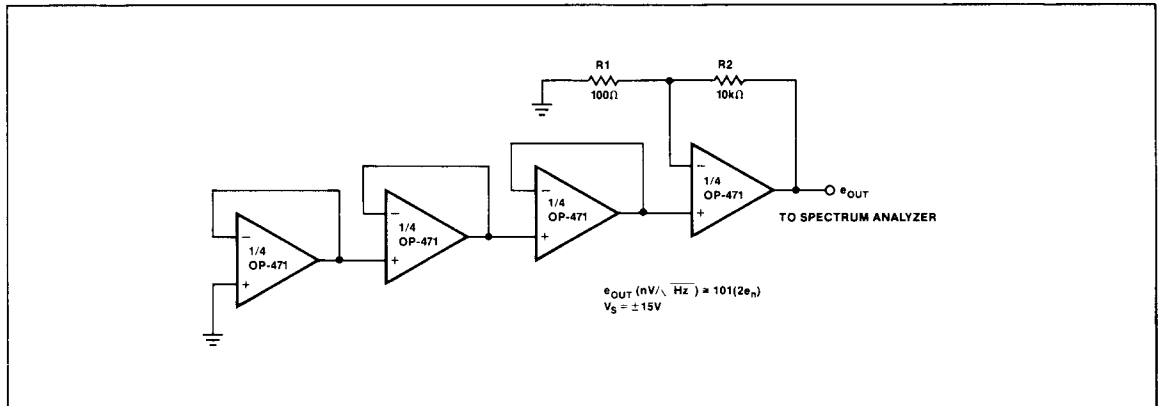 R1
100Ω
R2
10kΩ
−
+
1/4
OP-471
−
+
1/4
OP-471
−
+
1/4
OP-471
−
+
1/4
OP-471
eOUT
TO SPECTRUM ANALYZER
eOUT (nV/√Hz) ≅ 101(2en)
VS = ±15V